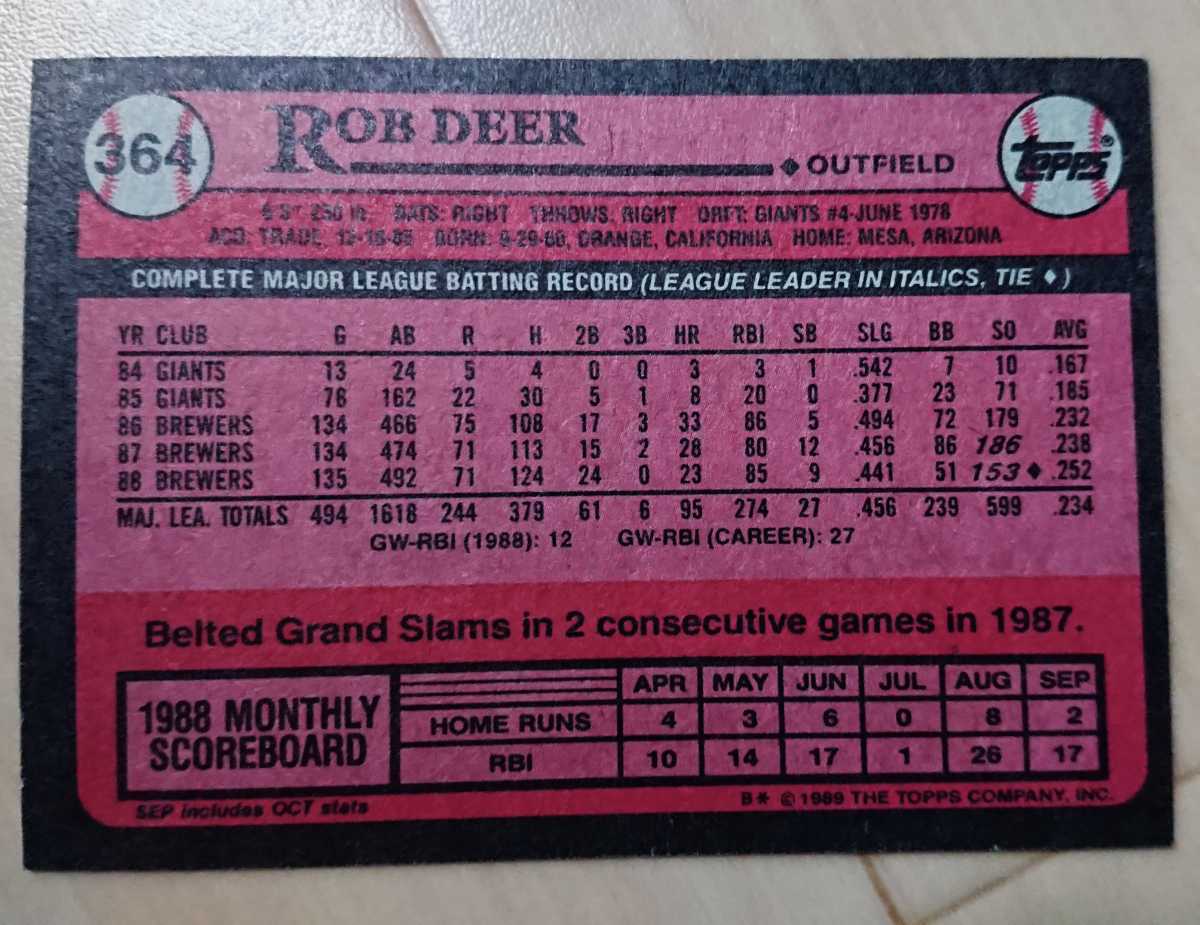 364
ROB DEER
◆ OUTFIELD
TOPPS®
BATS: RIGHT THROWS: RIGHT DRFT: GIANTS #4-JUNE 1978
ACQ: TRADE, BORN: ORANGE, CALIFORNIA HOME: MESA, ARIZONA
COMPLETE MAJOR LEAGUE BATTING RECORD (LEAGUE LEADER IN ITALICS, TIE ♦)
YR CLUB G AB R H 2B 3B HR RBI SB SLG BB SO AVG
84 GIANTS 13 24 5 4 0 0 3 3 1 .542 7 10 .167
85 GIANTS 76 162 22 30 5 1 8 20 0 .377 23 71 .185
86 BREWERS 134 466 75 108 17 3 33 86 5 .494 72 179 .232
87 BREWERS 134 474 71 113 15 2 28 80 12 .456 86 186 .238
88 BREWERS 135 492 71 124 24 0 23 85 9 .441 51 153♦ .252
MAJ. LEA. TOTALS 494 1618 244 379 61 6 95 274 27 .456 239 599 .234
GW-RBI (1988): 12 GW-RBI (CAREER): 27
Belted Grand Slams in 2 consecutive games in 1987.
1988 MONTHLY SCOREBOARD
APR MAY JUN JUL AUG SEP
HOME RUNS 4 3 6 0 8 2
RBI 10 14 17 1 26 17
SEP includes OCT stats
B* © 1989 THE TOPPS COMPANY, INC.